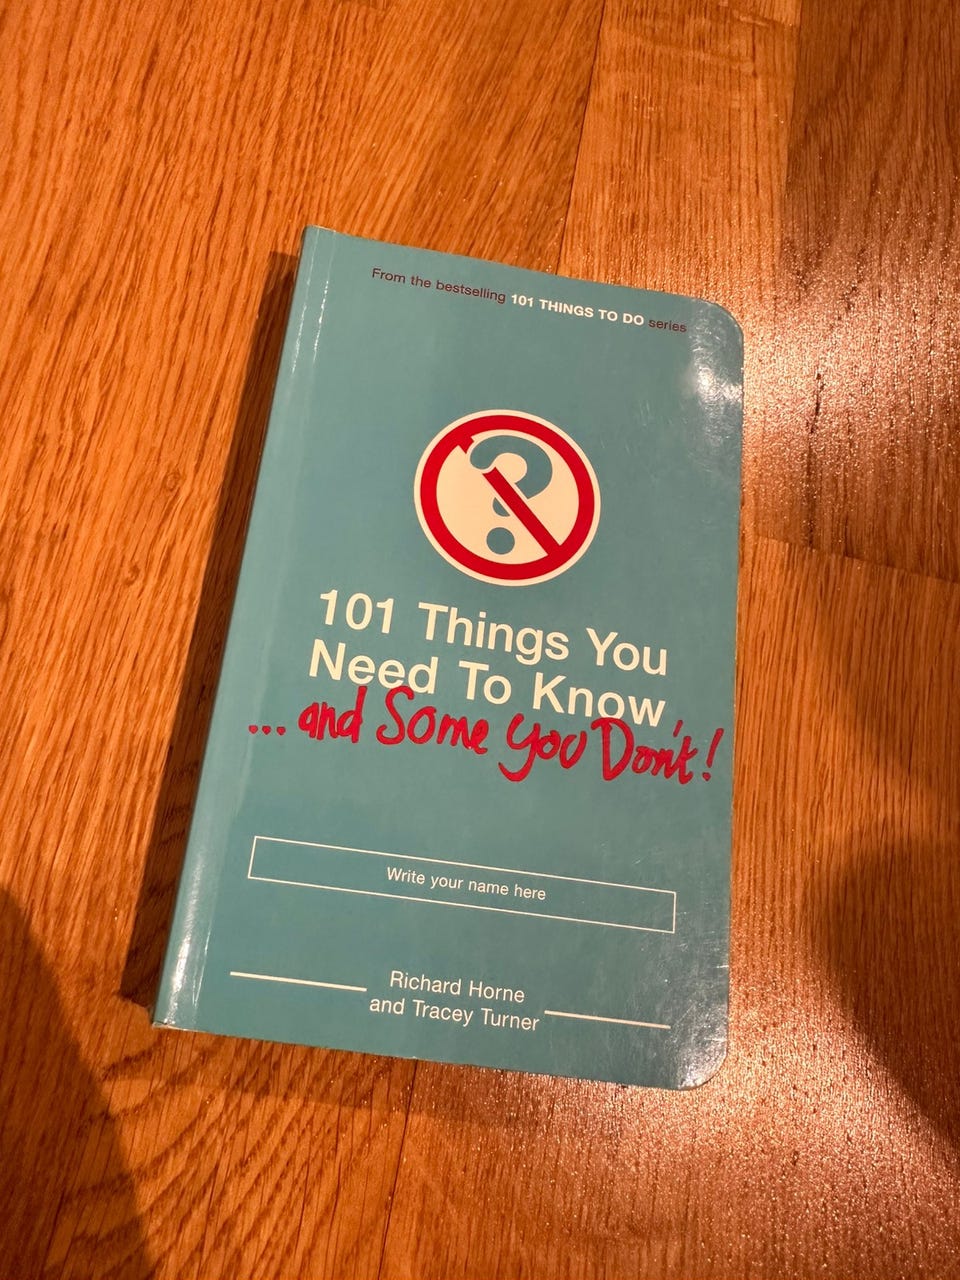 From the bestselling 101 THINGS TO DO series
101 Things You
Need To Know
... and Some You Don't!
Write your name here
Richard Horne
and Tracey Turner